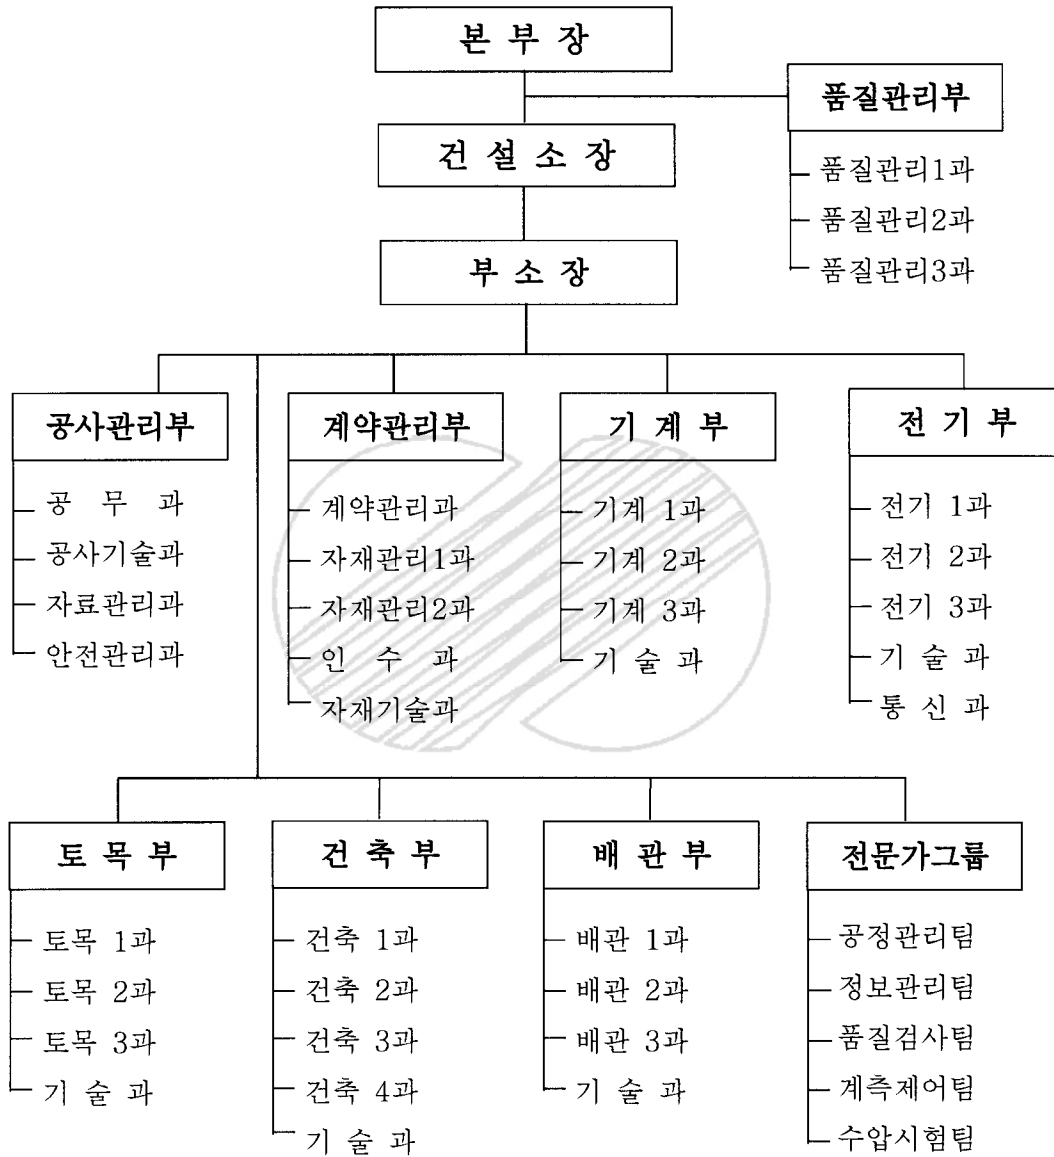 본 부 장
품질관리부
건 설 소 장
품질관리1과
품질관리2과
부 소 장
품질관리3과
공사관리부
계약관리부
기 계 부
전 기 부
공 무 과
공사기술과
자료관리과
안전관리과
계약관리과
자재관리1과
자재관리2과
인 수 과
자재기술과
기계 1과
기계 2과
기계 3과
기 술 과
전기 1과
전기 2과
전기 3과
기 술 과
통 신 과
토 목 부
건 축 부
배 관 부
전문가그룹
토목 1과
토목 2과
토목 3과
기 술 과
건축 1과
건축 2과
건축 3과
건축 4과
기 술 과
배관 1과
배관 2과
배관 3과
기 술 과
공정관리팀
정보관리팀
품질검사팀
계측제어팀
수압시험팀